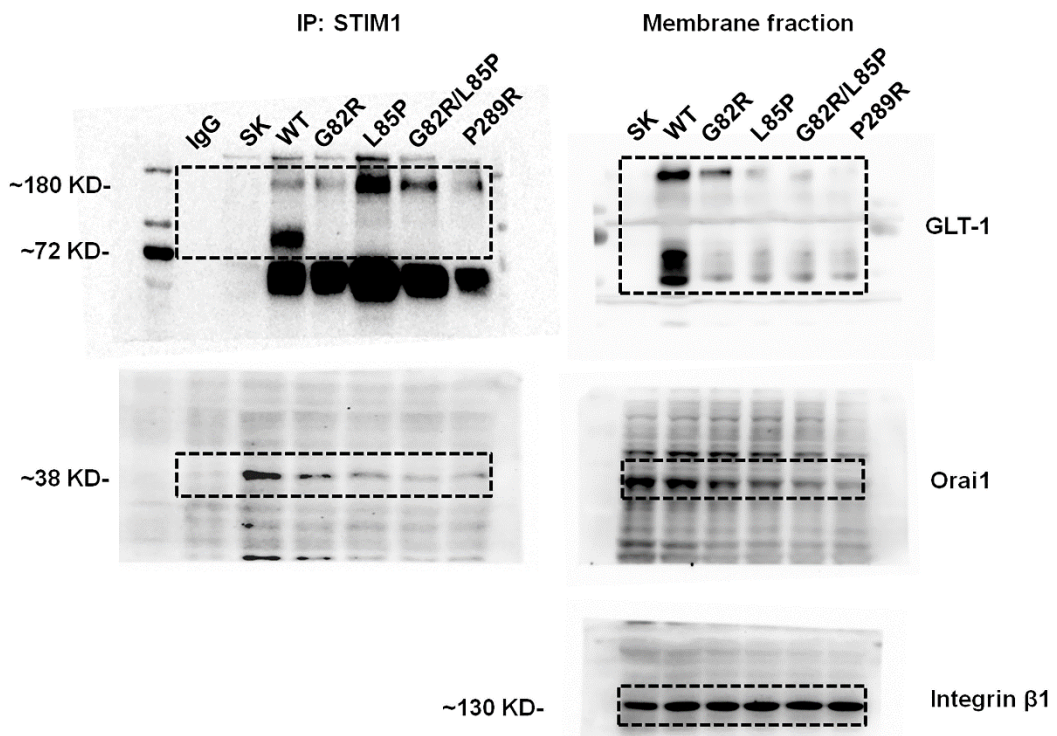 IP: STIM1
Membrane fraction
IgG
SK
WT
G82R
L85P
G82R/L85P
P289R
SK
WT
G82R
L85P
G82R/L85P
P289R
~180 KD-
~72 KD-
GLT-1
~38 KD-
Orai1
~130 KD-
Integrin β1